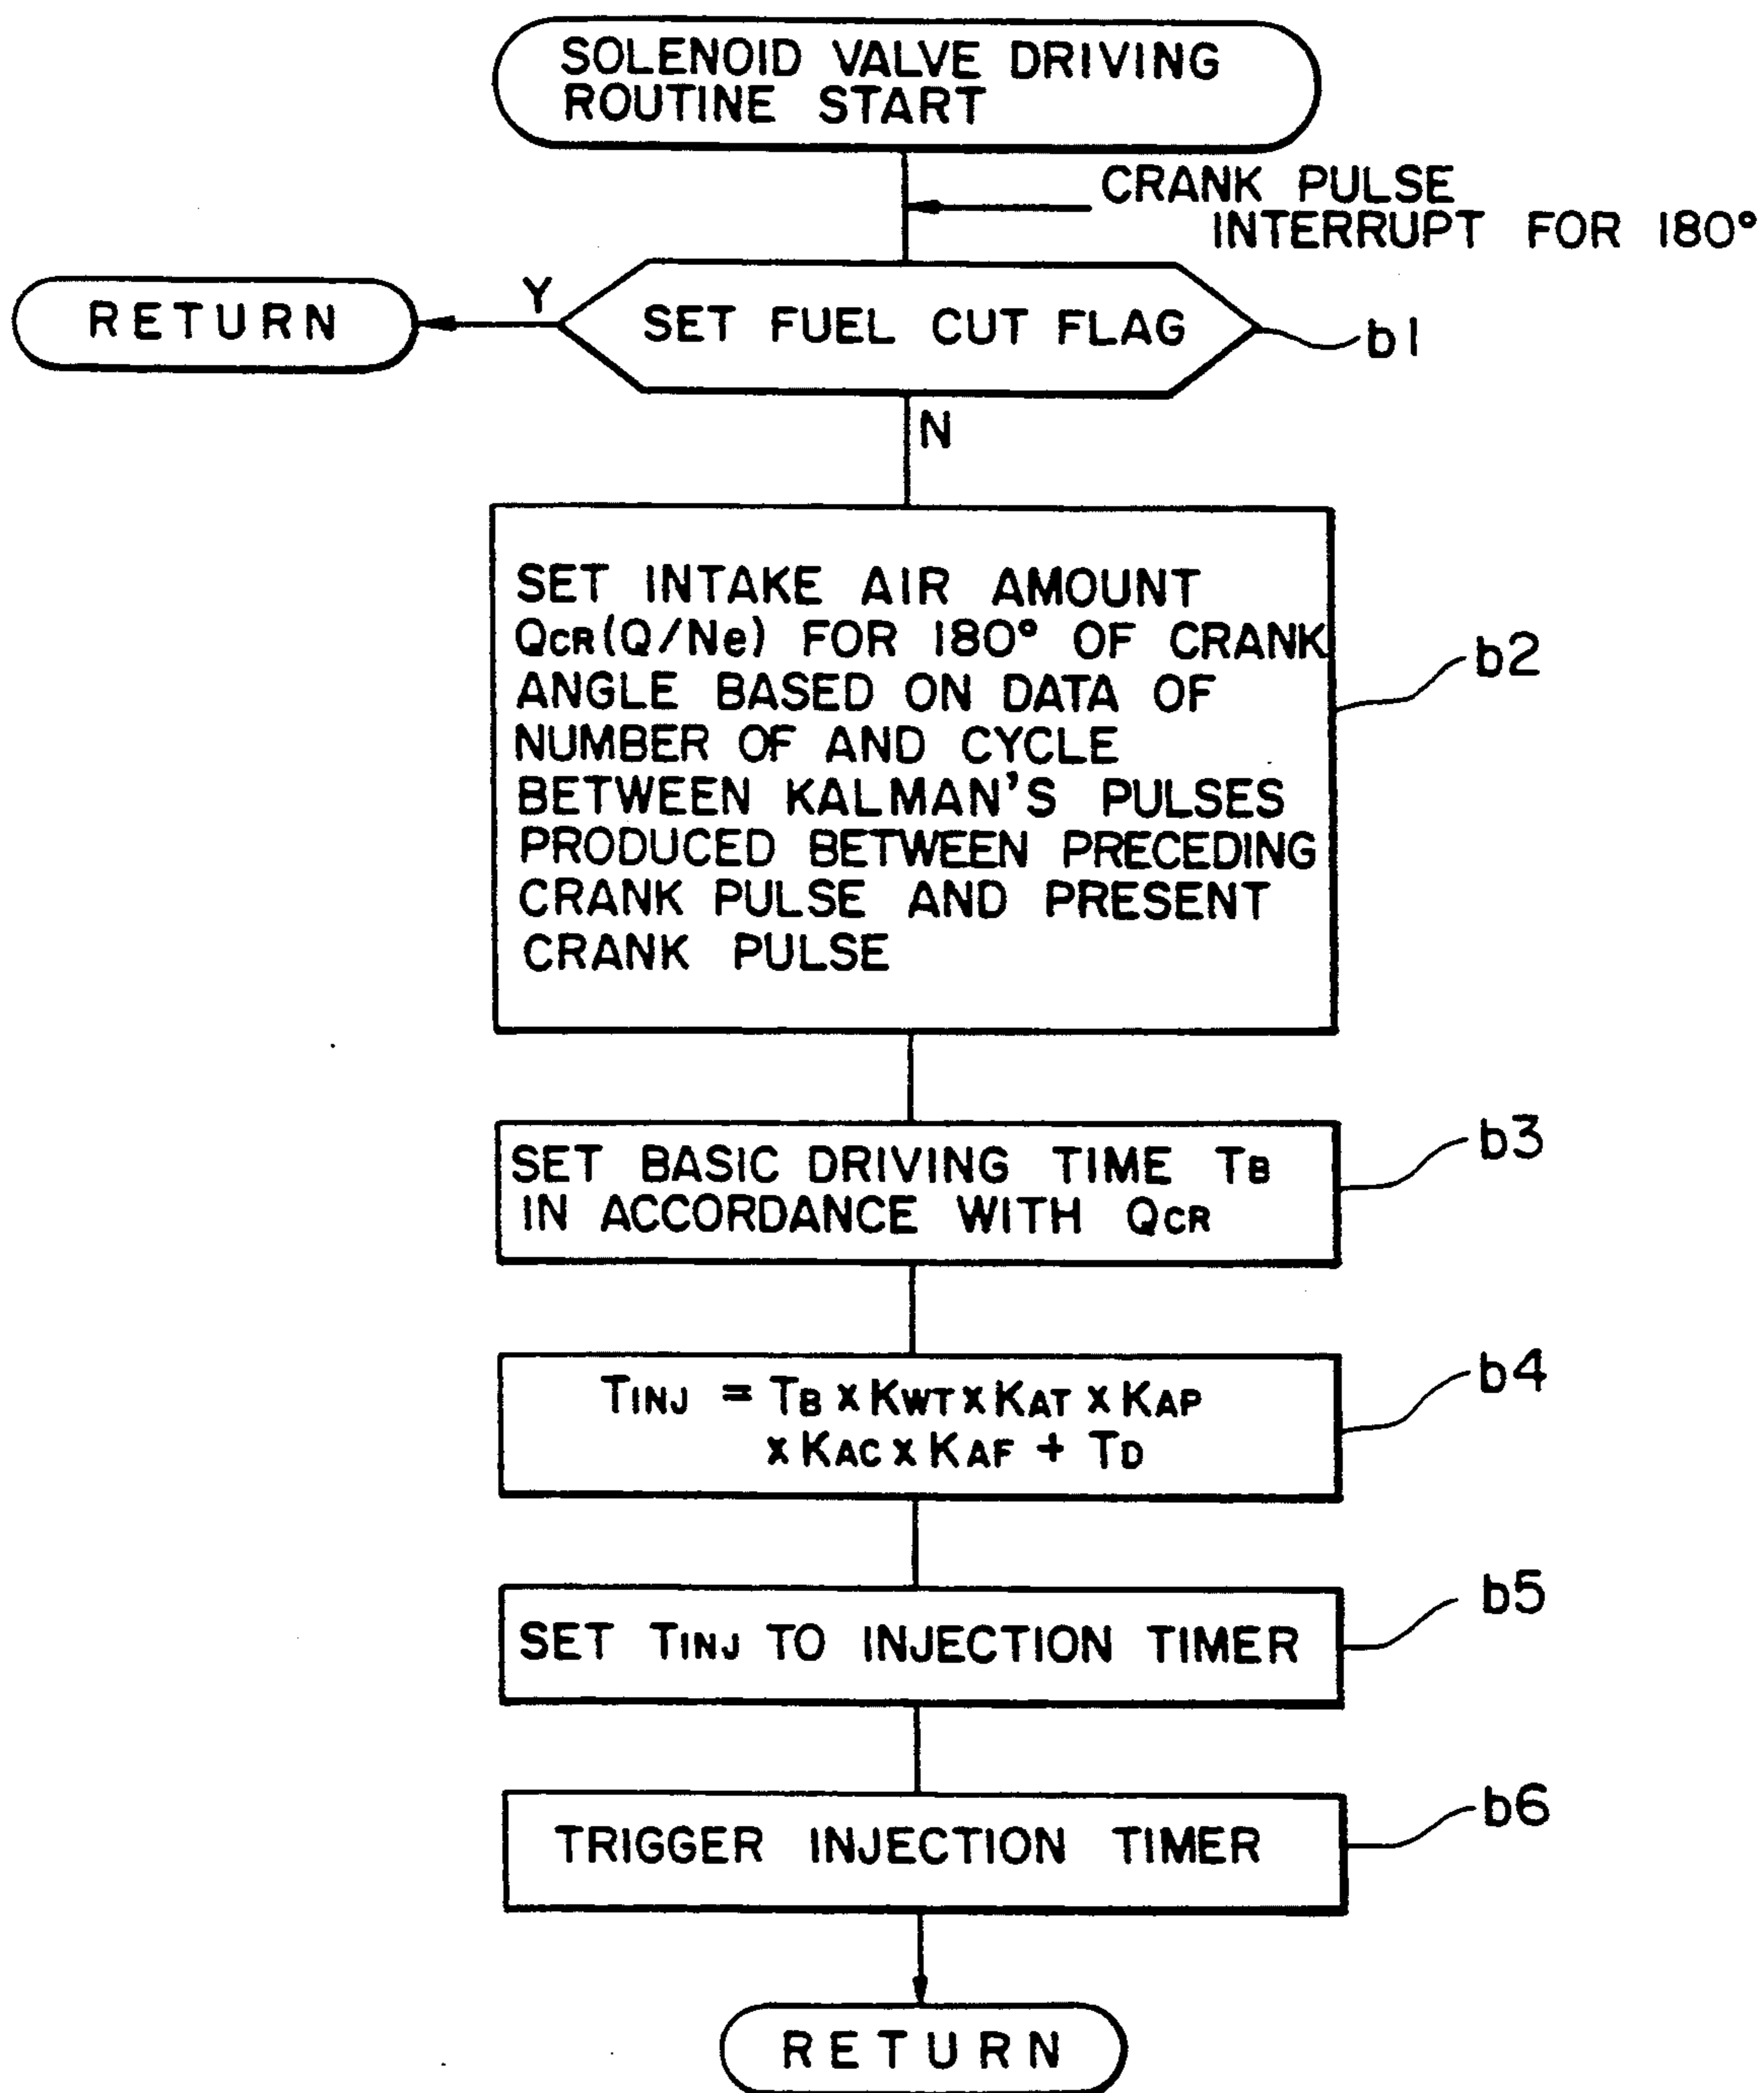 SOLENOID VALVE DRIVING
ROUTINE START
CRANK PULSE
INTERRUPT FOR 180°
RETURN
Y
SET FUEL CUT FLAG
b1
N
SET INTAKE AIR AMOUNT
QCR(Q/Ne) FOR 180° OF CRANK
ANGLE BASED ON DATA OF
NUMBER OF AND CYCLE
BETWEEN KALMAN'S PULSES
PRODUCED BETWEEN PRECEDING
CRANK PULSE AND PRESENT
CRANK PULSE
b2
SET BASIC DRIVING TIME TB
IN ACCORDANCE WITH QCR
b3
TINJ = TB x KWT x KAT x KAP
x KAC x KAF + TD
b4
SET TINJ TO INJECTION TIMER
b5
TRIGGER INJECTION TIMER
b6
RETURN